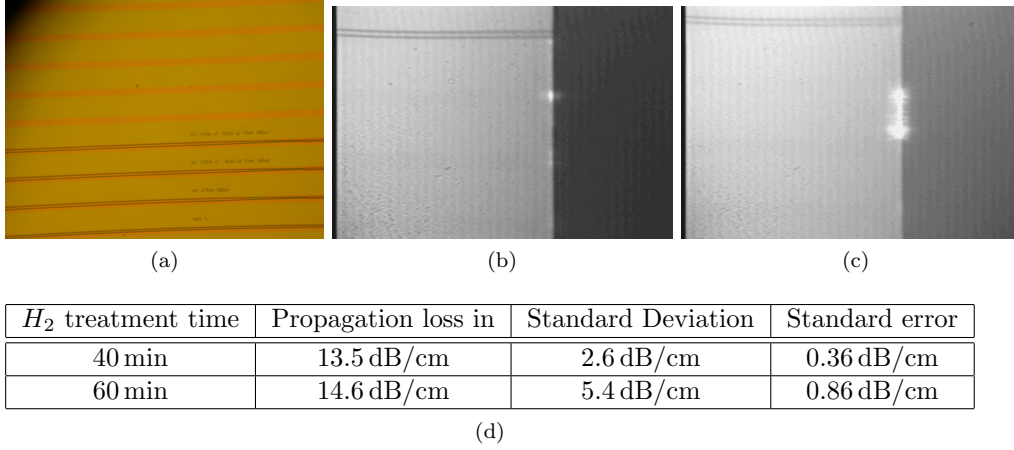 (a)
(b)
(c)
H₂ treatment time Propagation loss in Standard Deviation Standard error
40 min 13.5 dB/cm 2.6 dB/cm 0.36 dB/cm
60 min 14.6 dB/cm 5.4 dB/cm 0.86 dB/cm
(d)